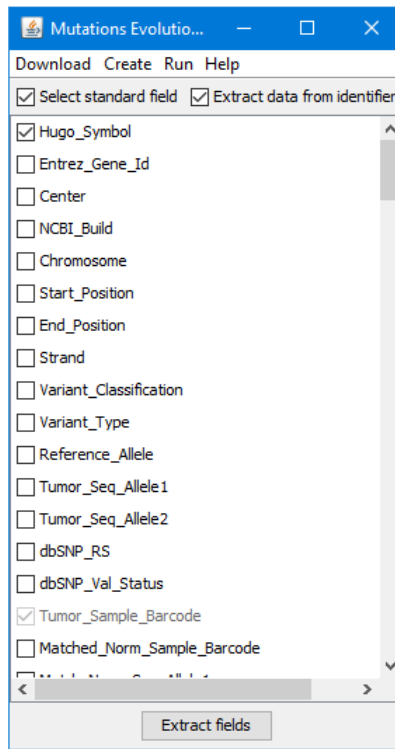 Mutations Evolutio...
Download Create Run Help
Select standard field Extract data from identifier
Hugo_Symbol
Entrez_Gene_Id
Center
NCBI_Build
Chromosome
Start_Position
End_Position
Strand
Variant_Classification
Variant_Type
Reference_Allele
Tumor_Seq_Allele1
Tumor_Seq_Allele2
dbSNP_RS
dbSNP_Val_Status
Tumor_Sample_Barcode
Matched_Norm_Sample_Barcode
Extract fields